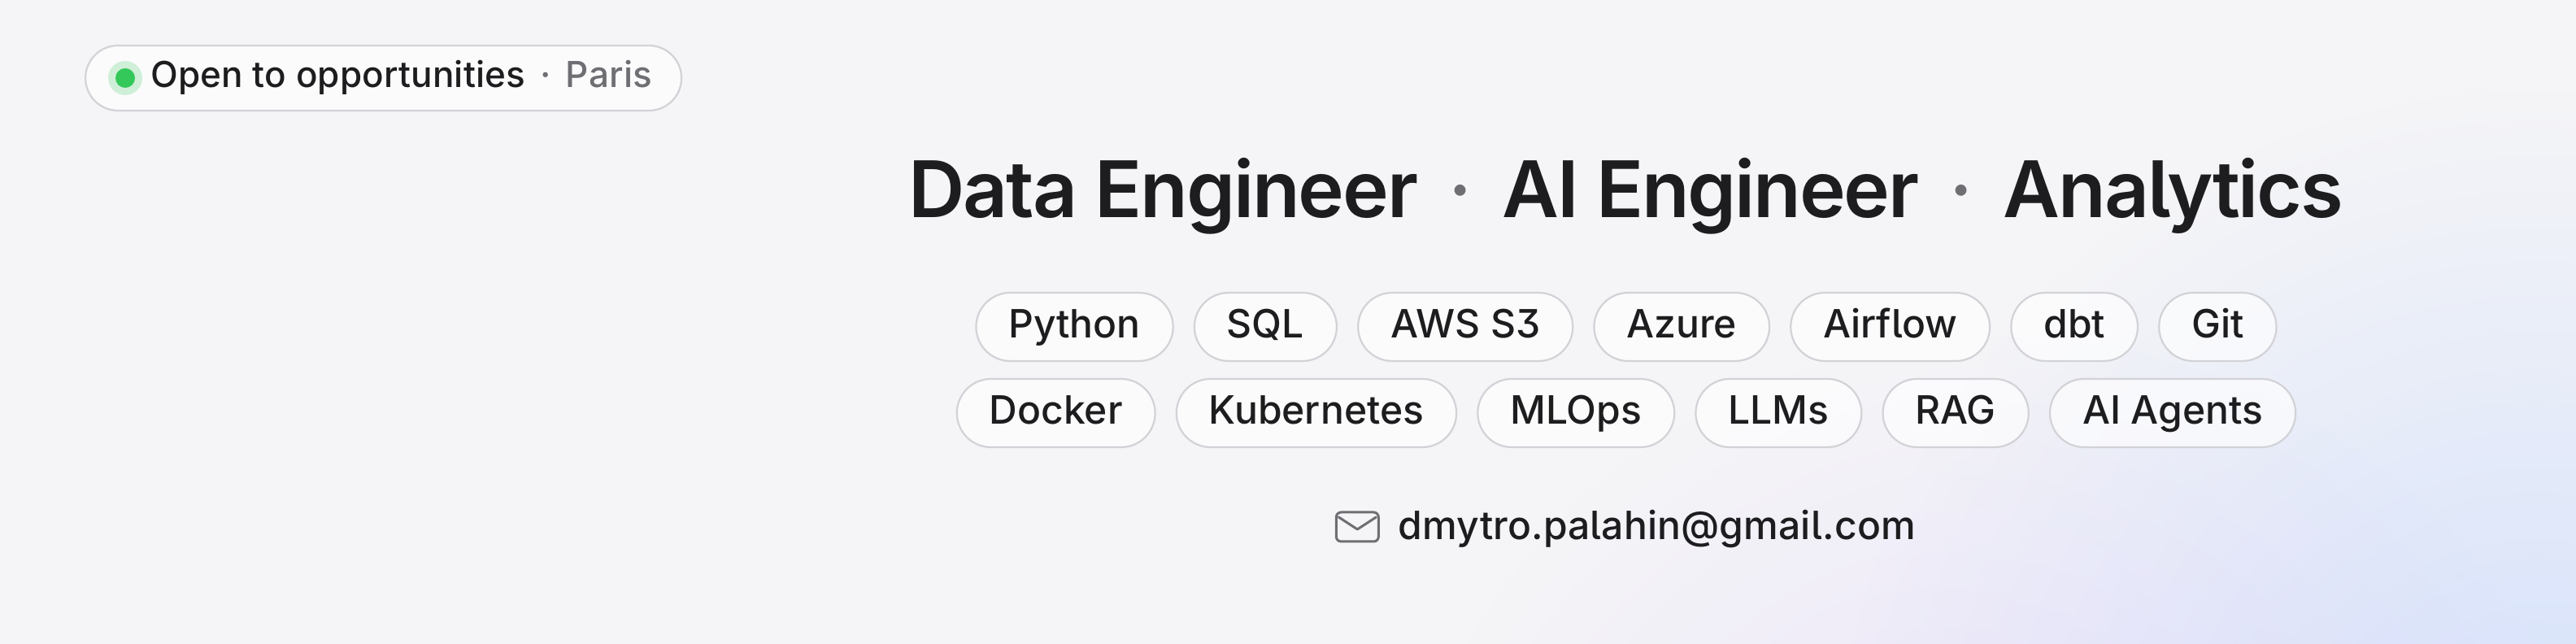 Open to opportunities · Paris
Data Engineer · AI Engineer · Analytics
Python SQL AWS S3 Azure Airflow dbt Git
Docker Kubernetes MLOps LLMs RAG AI Agents
dmytro.palahin@gmail.com